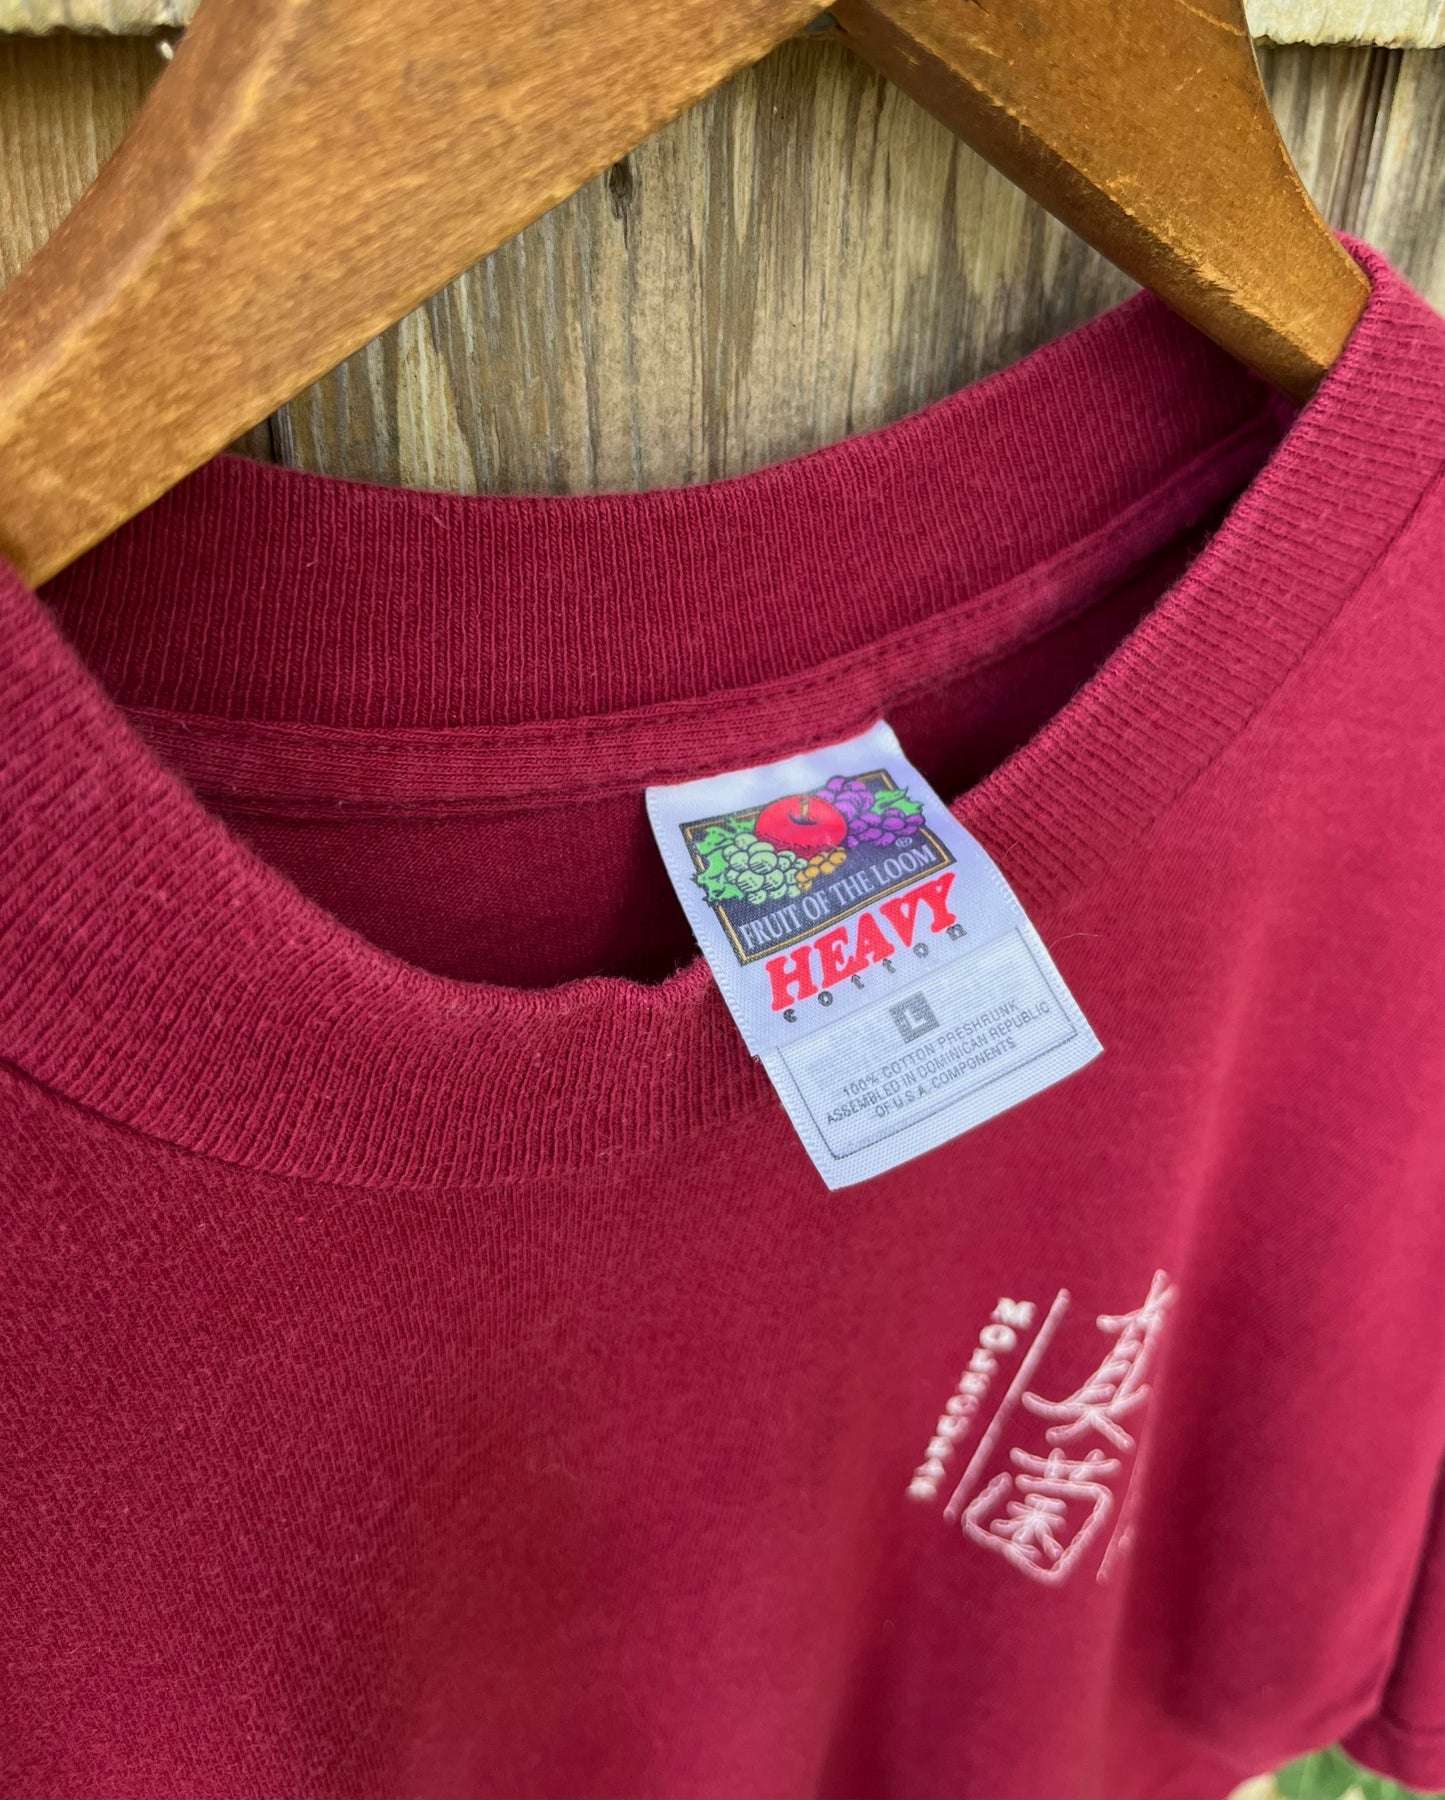 FRUIT OF THE LOOM®
HEAVY
cotton
L
100% COTTON PRESHRUNK
ASSEMBLED IN DOMINICAN REPUBLIC
OF U.S.A. COMPONENTS